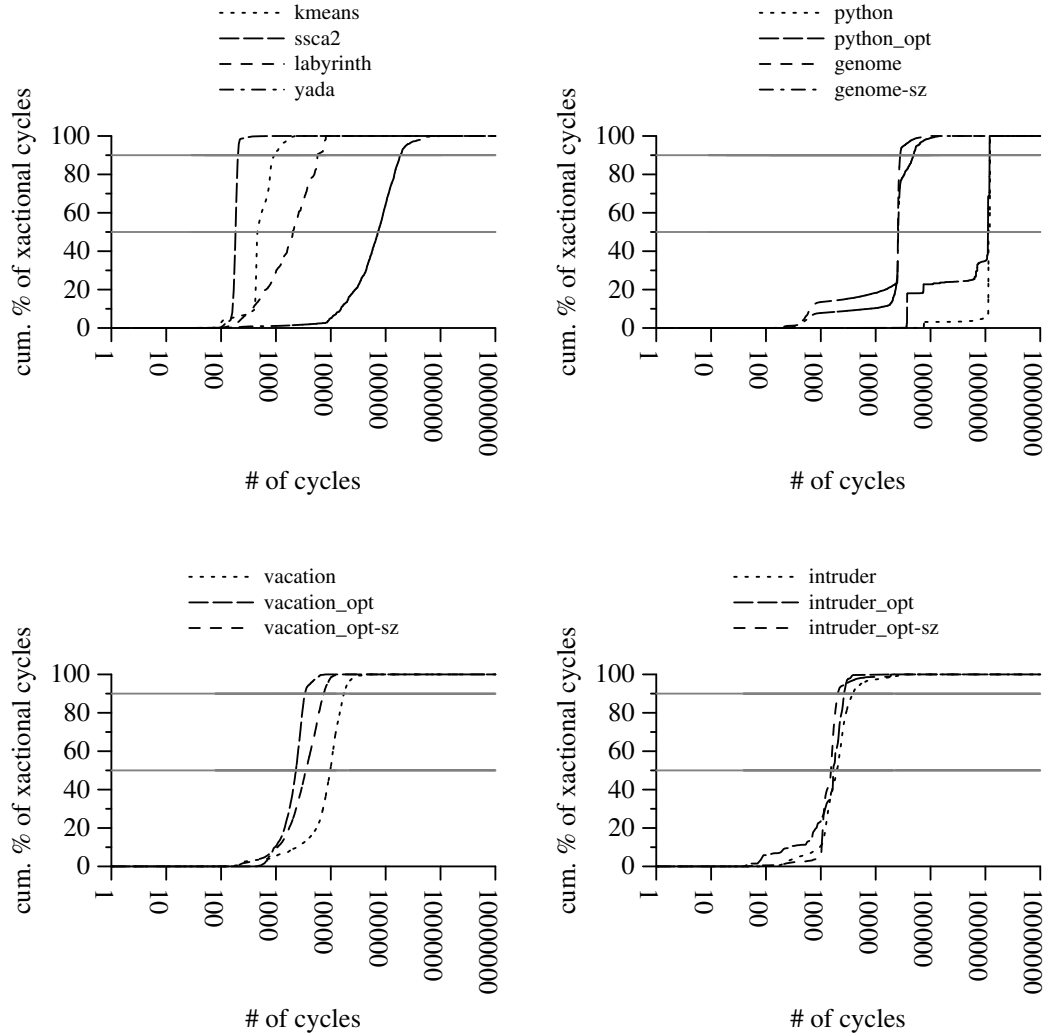 kmeans
ssca2
labyrinth
yada
cum. % of xactional cycles
100
80
60
40
20
0
1
10
100
1000
10000
100000
1000000
10000000
# of cycles
python
python_opt
genome
genome-sz
cum. % of xactional cycles
100
80
60
40
20
0
1
10
100
1000
10000
100000
1000000
10000000
# of cycles
vacation
vacation_opt
vacation_opt-sz
cum. % of xactional cycles
100
80
60
40
20
0
1
10
100
1000
10000
100000
1000000
10000000
# of cycles
intruder
intruder_opt
intruder_opt-sz
cum. % of xactional cycles
100
80
60
40
20
0
1
10
100
1000
10000
100000
1000000
10000000
# of cycles